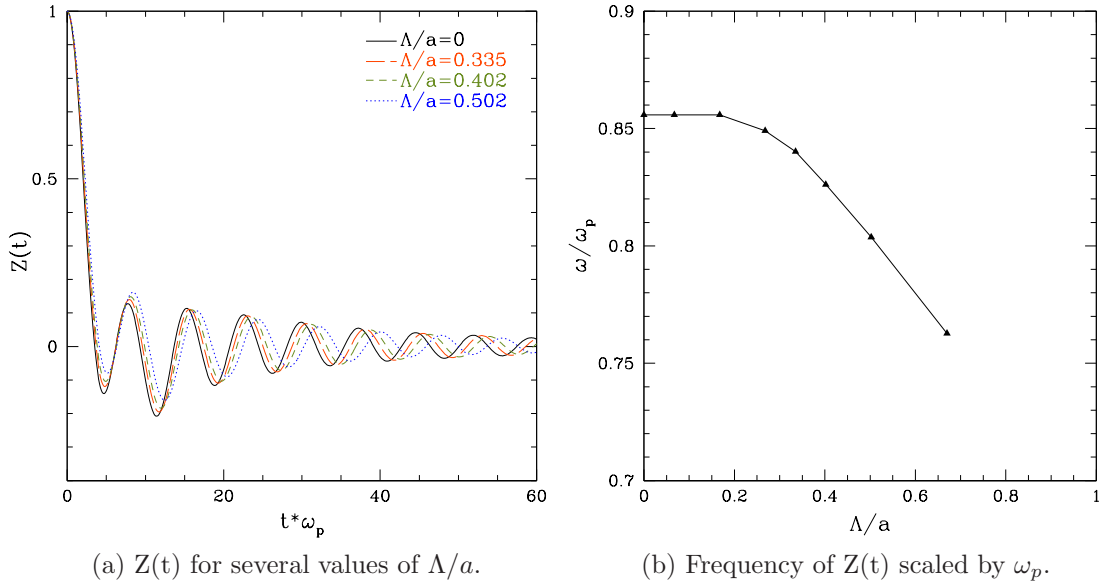 1
0.5
0
Z(t)
0 20 40 60
t*ω_p
Λ/a=0
Λ/a=0.335
Λ/a=0.402
Λ/a=0.502
(a) Z(t) for several values of Λ/a.
0.9
0.85
0.8
0.75
0.7
ω/ω_p
0 0.2 0.4 0.6 0.8 1
Λ/a
(b) Frequency of Z(t) scaled by ω_p.